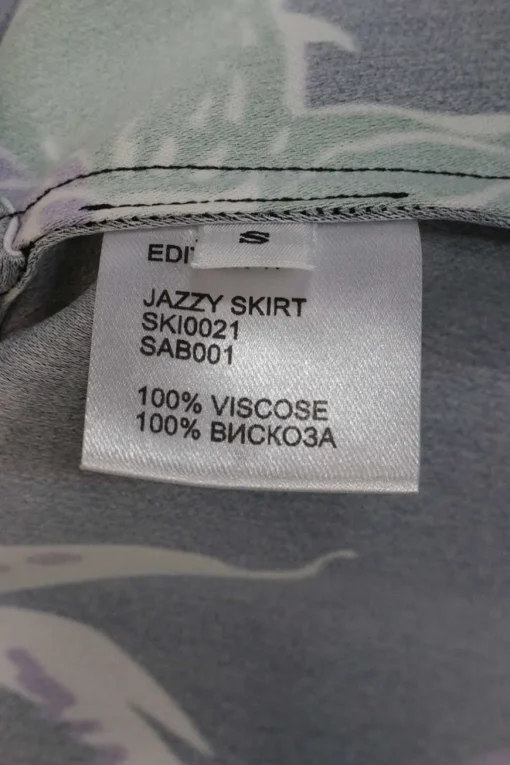 S
JAZZY SKIRT
SKI0021
SAB001
100% VISCOSE
100% ВИСКОЗА